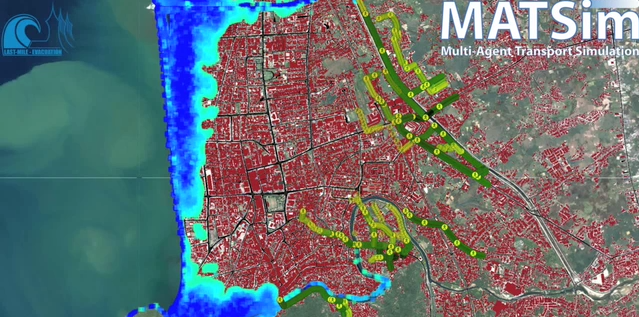 LAST-MILE-EVACUATION
MATSim
Multi-Agent Transport Simulation